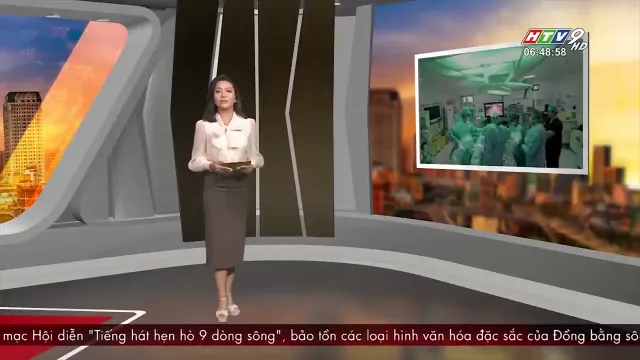 HTV9 HD
06:48:58
mạc Hội diễn "Tiếng hát hẹn hò 9 dòng sông", bảo tồn các loại hình văn hóa đặc sắc của Đồng bằng sô